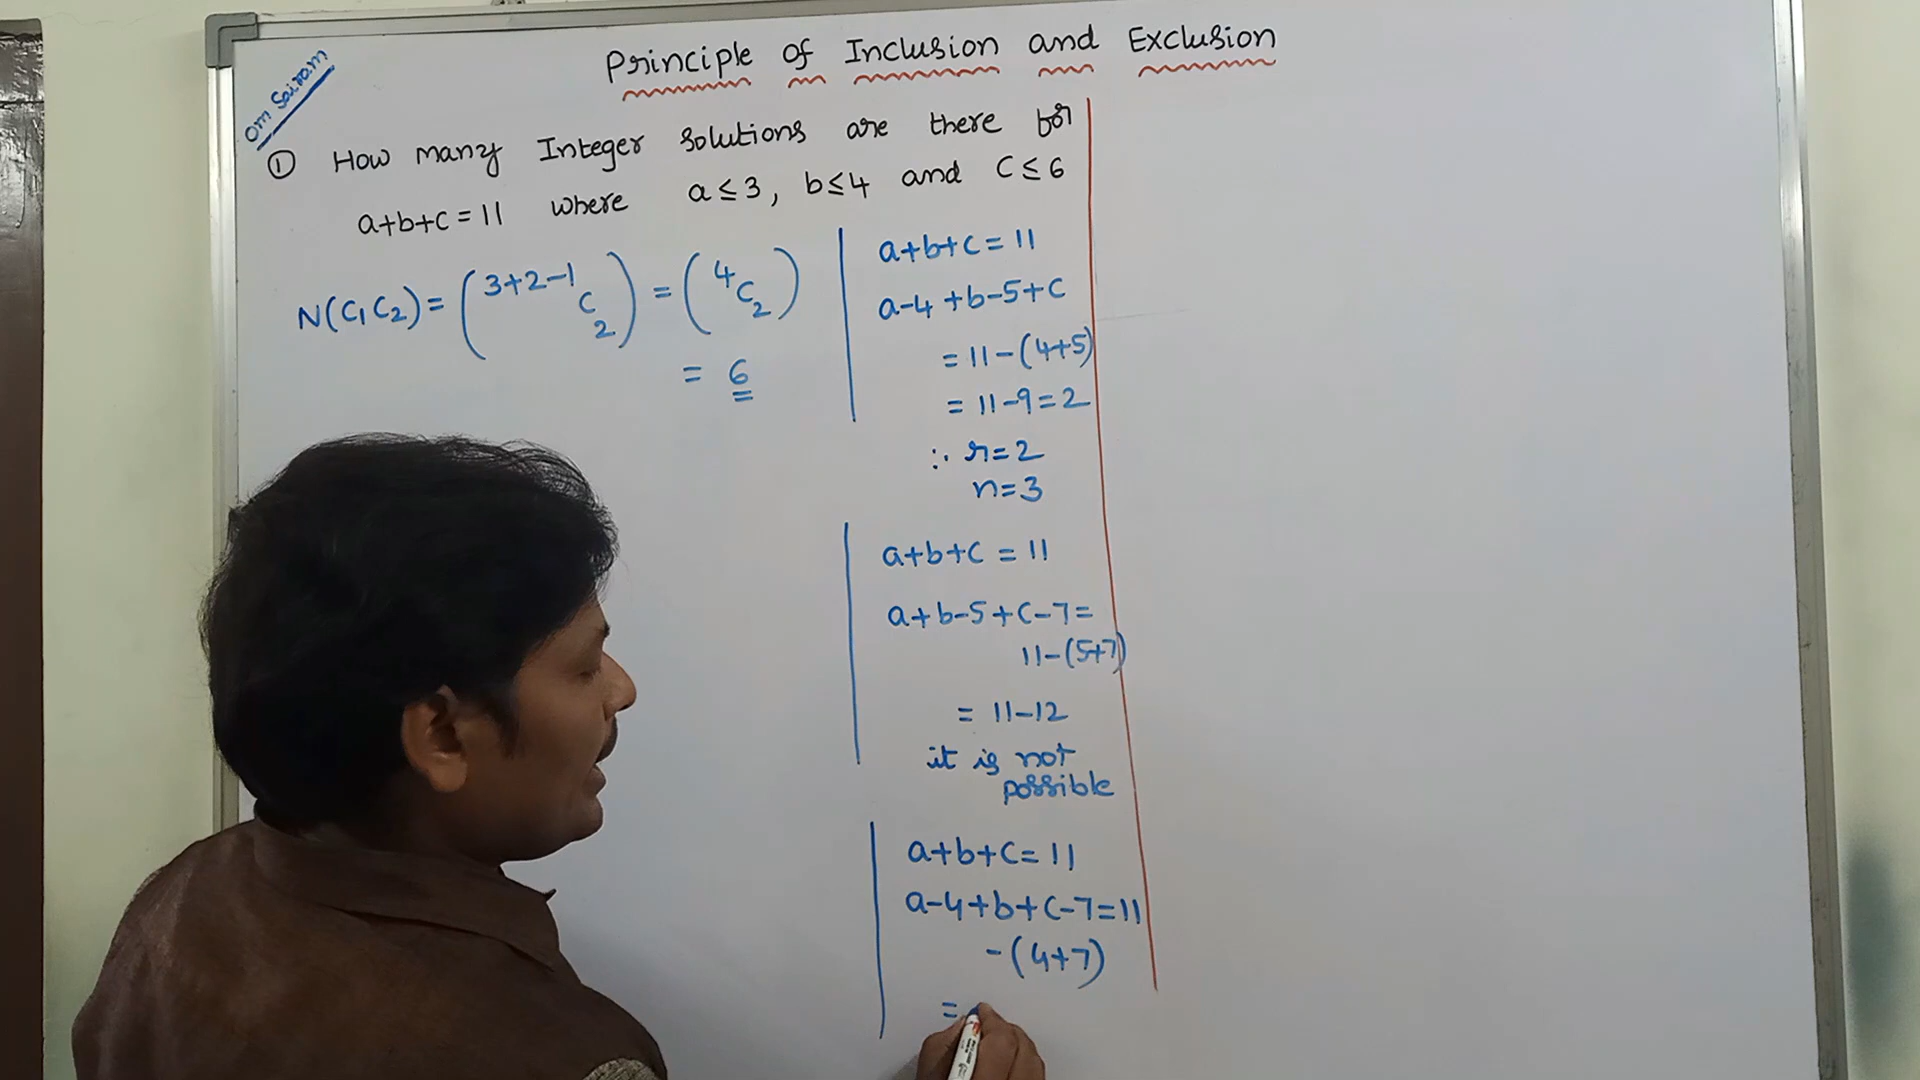 Principle of Inclusion and Exclusion
Om Sairam
① How many Integer solutions are there for
a+b+c=11 where a≤3, b≤4 and c≤6
N(C₁C₂)= (3+2-1 C 2) = (4 C 2)
= 6
a+b+c=11
a-4+b-5+c
=11-(4+5)
=11-9=2
∴ r=2
n=3
a+b+c=11
a+b-5+c-7=
11-(5+7)
= 11-12
it is not
possible
a+b+c=11
a-4+b+c-7=11
-(4+7)
=